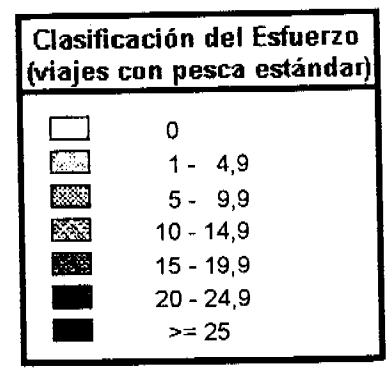 Clasificación del Esfuerzo
(viajes con pesca estándar)
0
1 - 4,9
5 - 9,9
10 - 14,9
15 - 19,9
20 - 24,9
>= 25